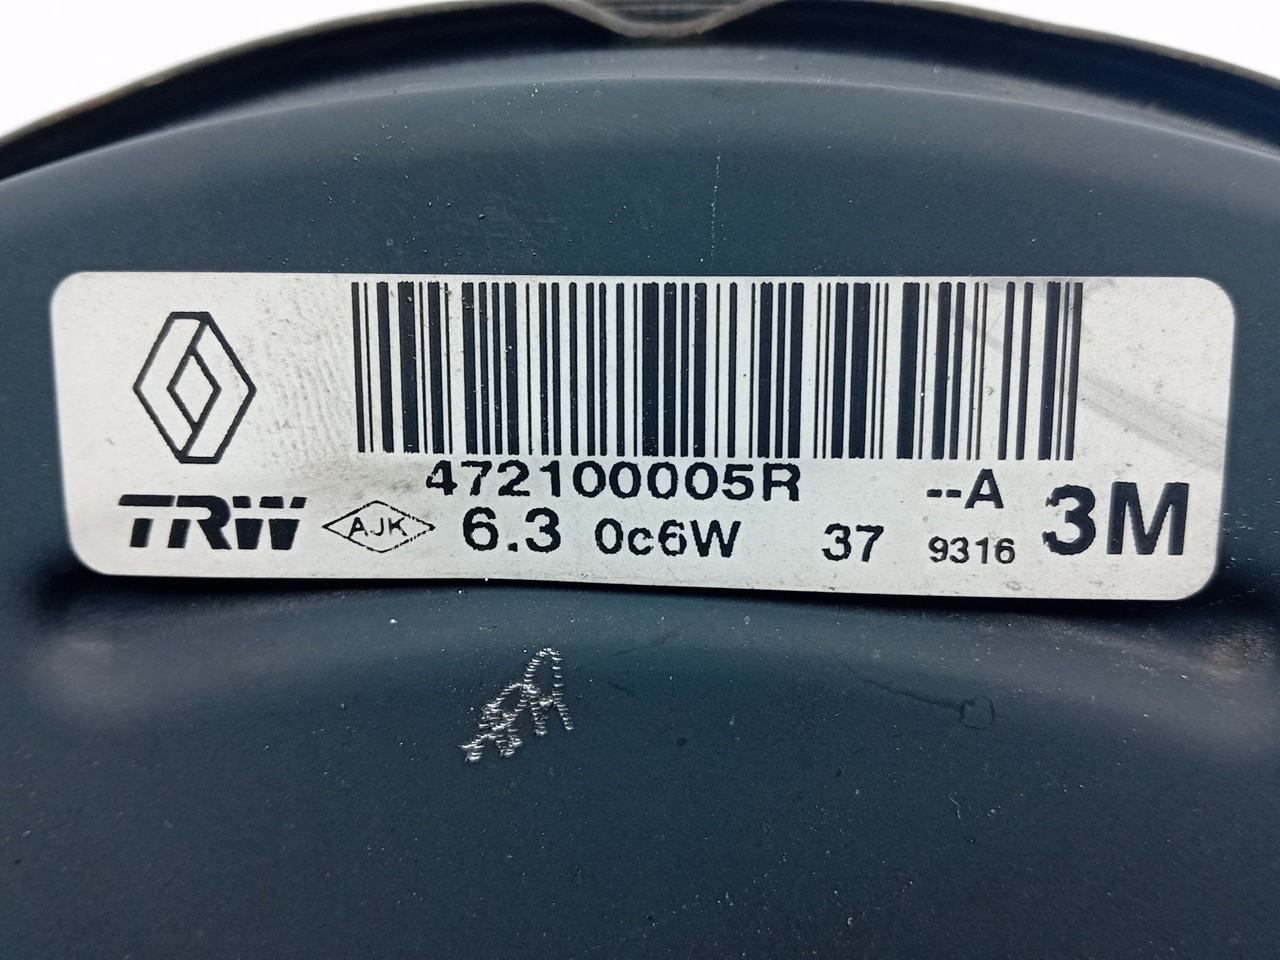 472100005R --A
TRW AJK 6.3 0c6W 37 9316 3M